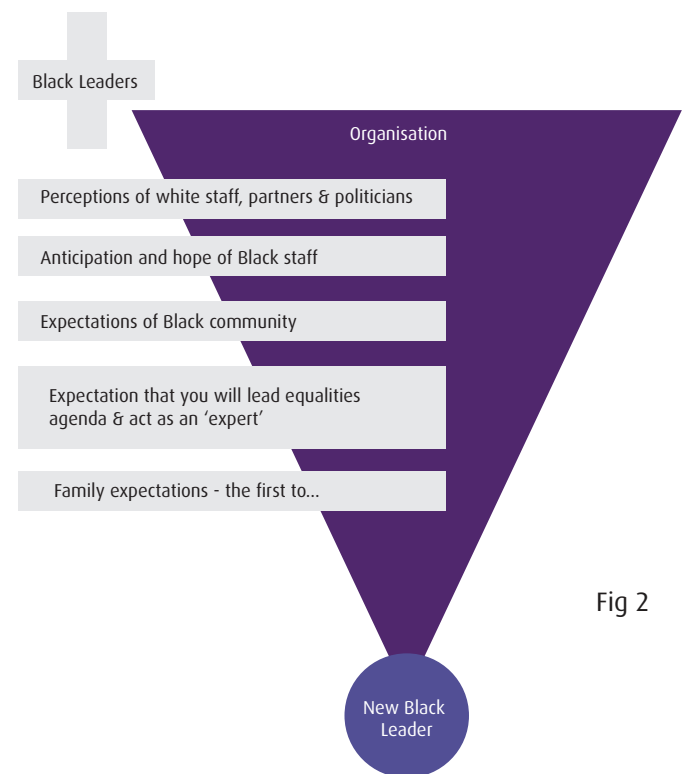 Black Leaders
Organisation
Perceptions of white staff, partners & politicians
Anticipation and hope of Black staff
Expectations of Black community
Expectation that you will lead equalities
agenda & act as an ‘expert’
Family expectations - the first to...
Fig 2
New Black
Leader